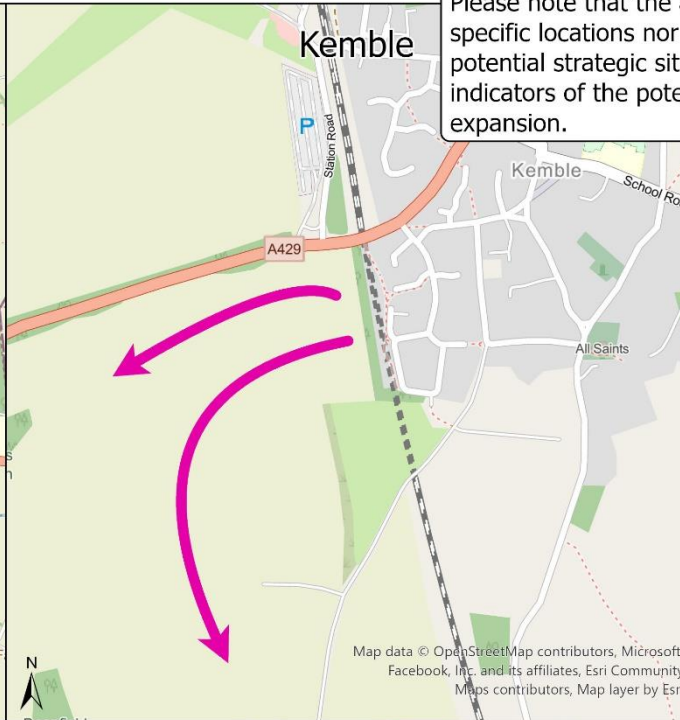 Please note that the
specific locations nor
potential strategic sit
indicators of the pote
expansion.
Kemble
P
Station Road
Kemble
School Ro
A429
All Saints
N
Map data © OpenStreetMap contributors, Microsoft
Facebook, Inc. and its affiliates, Esri Community
Maps contributors, Map layer by Esr